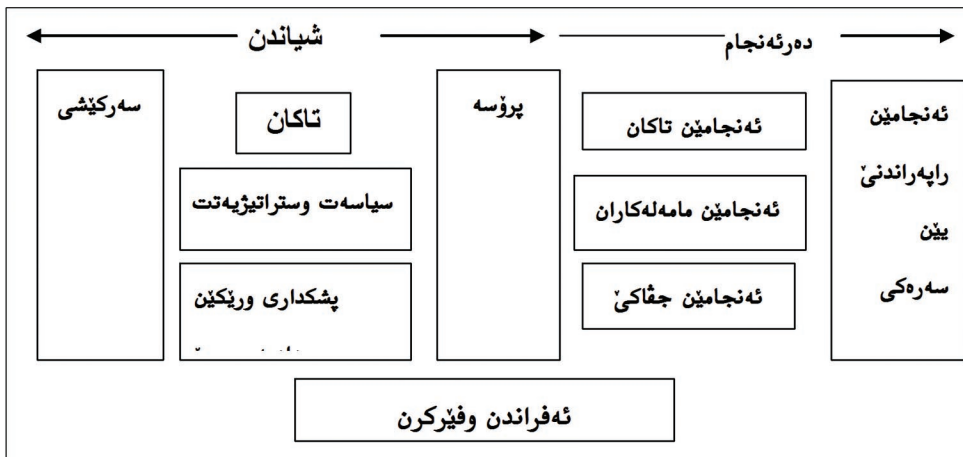 شیاندن
دەرئەنجام
سەرکێشی
تاکان
سیاسەت وستراتیژیەتت
پشکداری ورێکێن
پرۆسە
ئەنجامێن تاکان
ئەنجامێن مامەلەکاران
ئەنجامێن جڤاکێ
ئەنجامێن
راپەراندنێ
یێن
سەرەکی
ئەفراندن وفێرکرن